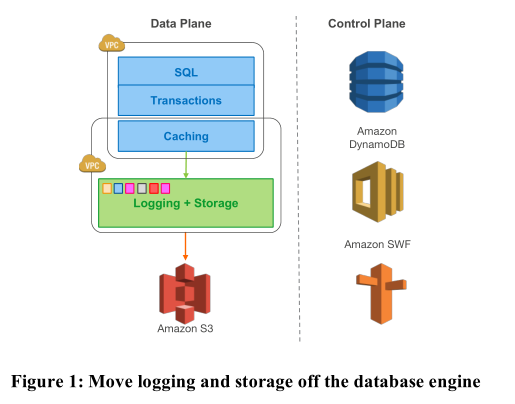 Data Plane
Control Plane
VPC
SQL
Transactions
Caching
VPC
Logging + Storage
Amazon
DynamoDB
Amazon SWF
Amazon S3
Figure 1: Move logging and storage off the database engine